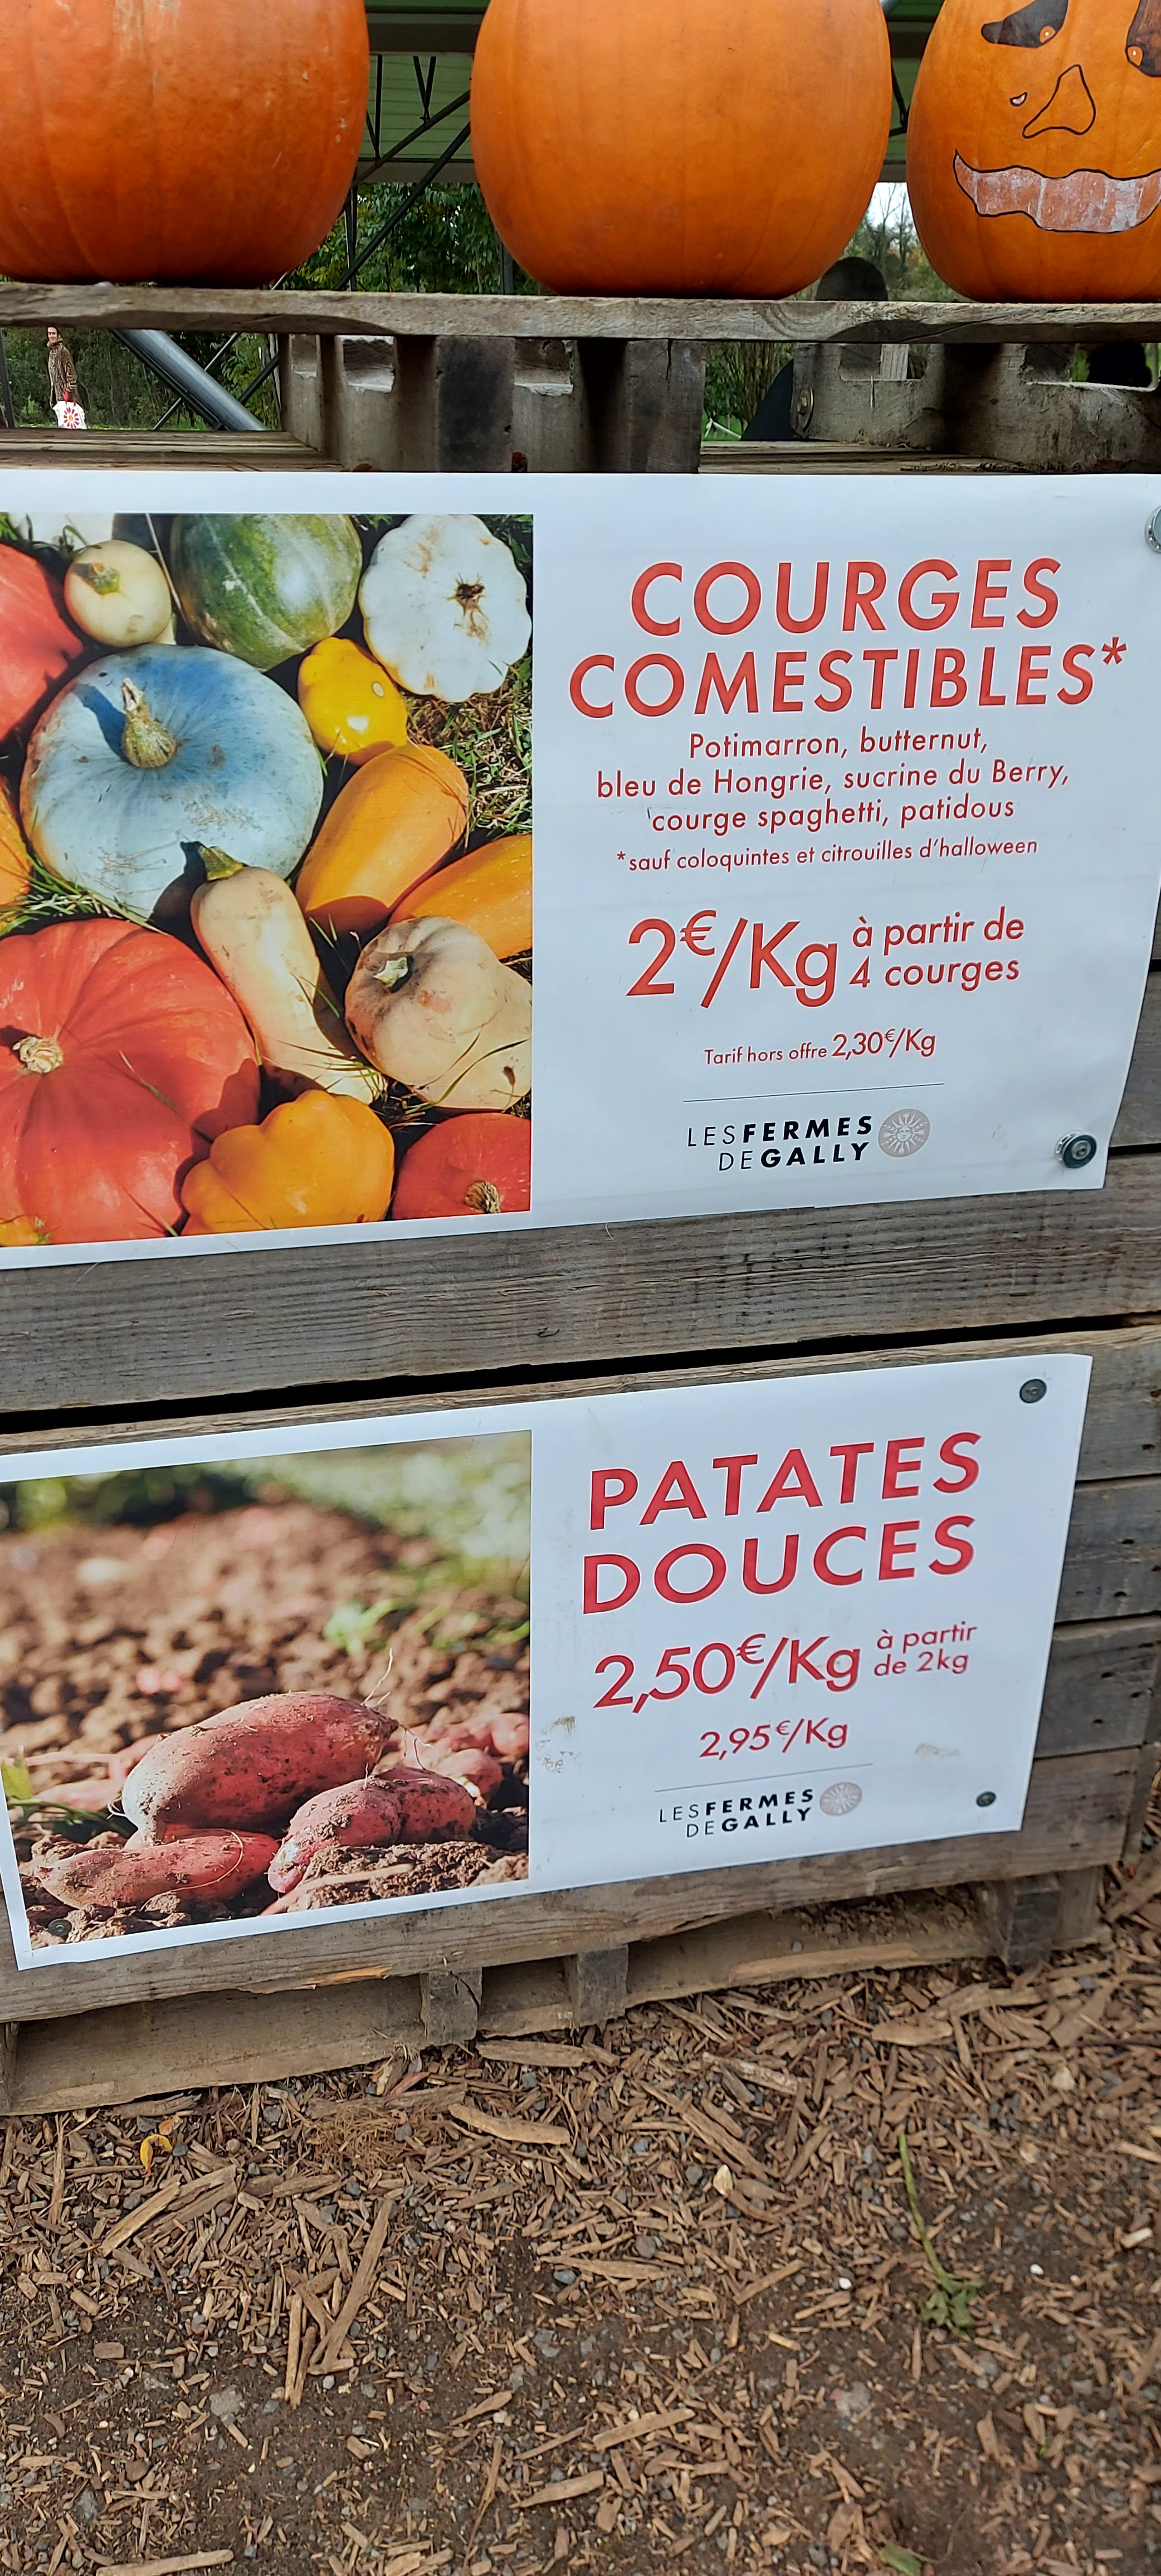 COURGES
COMESTIBLES*
Potimarron, butternut,
bleu de Hongrie, sucrine du Berry,
courge spaghetti, patidous
*sauf coloquintes et citrouilles d'halloween
2€/Kg à partir de
4 courges
Tarif hors offre 2,30€/Kg
LES FERMES
DE GALLY
PATATES
DOUCES
2,50€/Kg à partir
de 2kg
2,95€/Kg
LES FERMES
DE GALLY